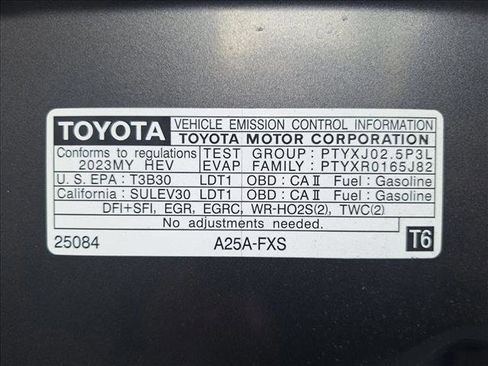 TOYOTA VEHICLE EMISSION CONTROL INFORMATION
TOYOTA MOTOR CORPORATION
Conforms to regulations TEST GROUP : PTYXJ02.5P3L
2023MY HEV EVAP FAMILY : PTYXR0165J82
U. S. EPA : T3B30 LDT1 OBD : CA II Fuel : Gasoline
California : SULEV30 LDT1 OBD : CA II Fuel : Gasoline
DFI+SFI, EGR, EGRC, WR-HO2S(2), TWC(2)
No adjustments needed.
25084 A25A-FXS T6